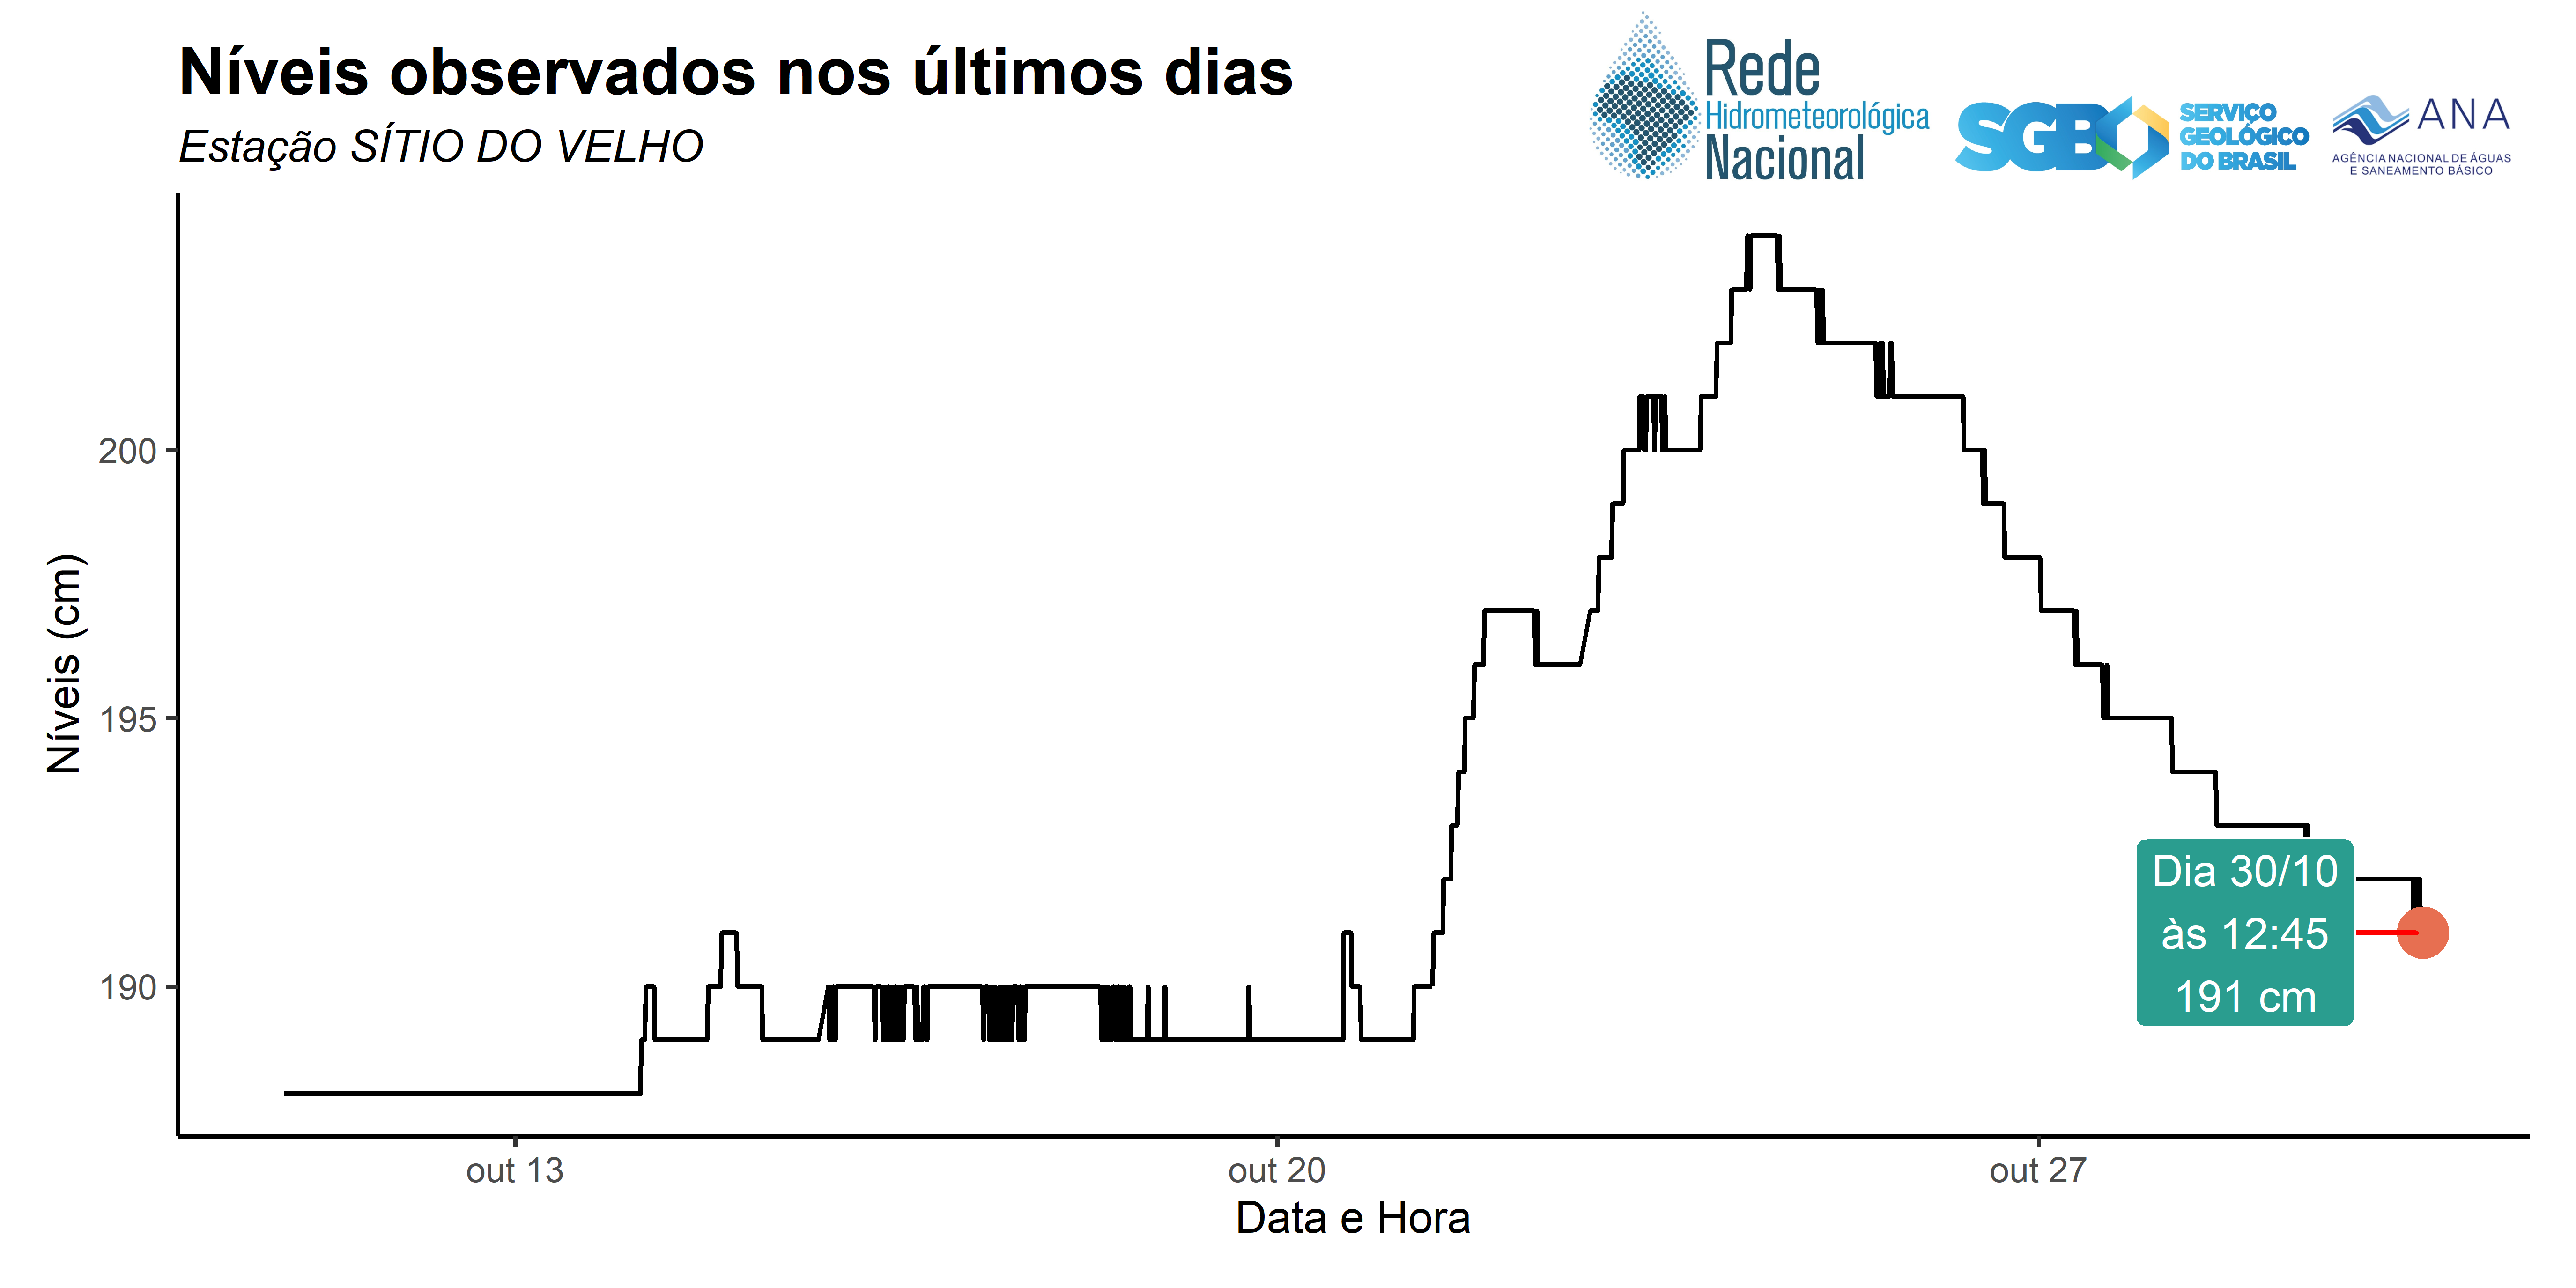 Níveis observados nos últimos dias
Estação SÍTIO DO VELHO
Rede
Hidrometeorológica
Nacional
SGB
SERVIÇO
GEOLÓGICO
DO BRASIL
ANA
AGÊNCIA NACIONAL DE ÁGUAS
E SANEAMENTO BÁSICO
Níveis (cm)
200
195
190
Dia 30/10
às 12:45
191 cm
out 13
out 20
out 27
Data e Hora